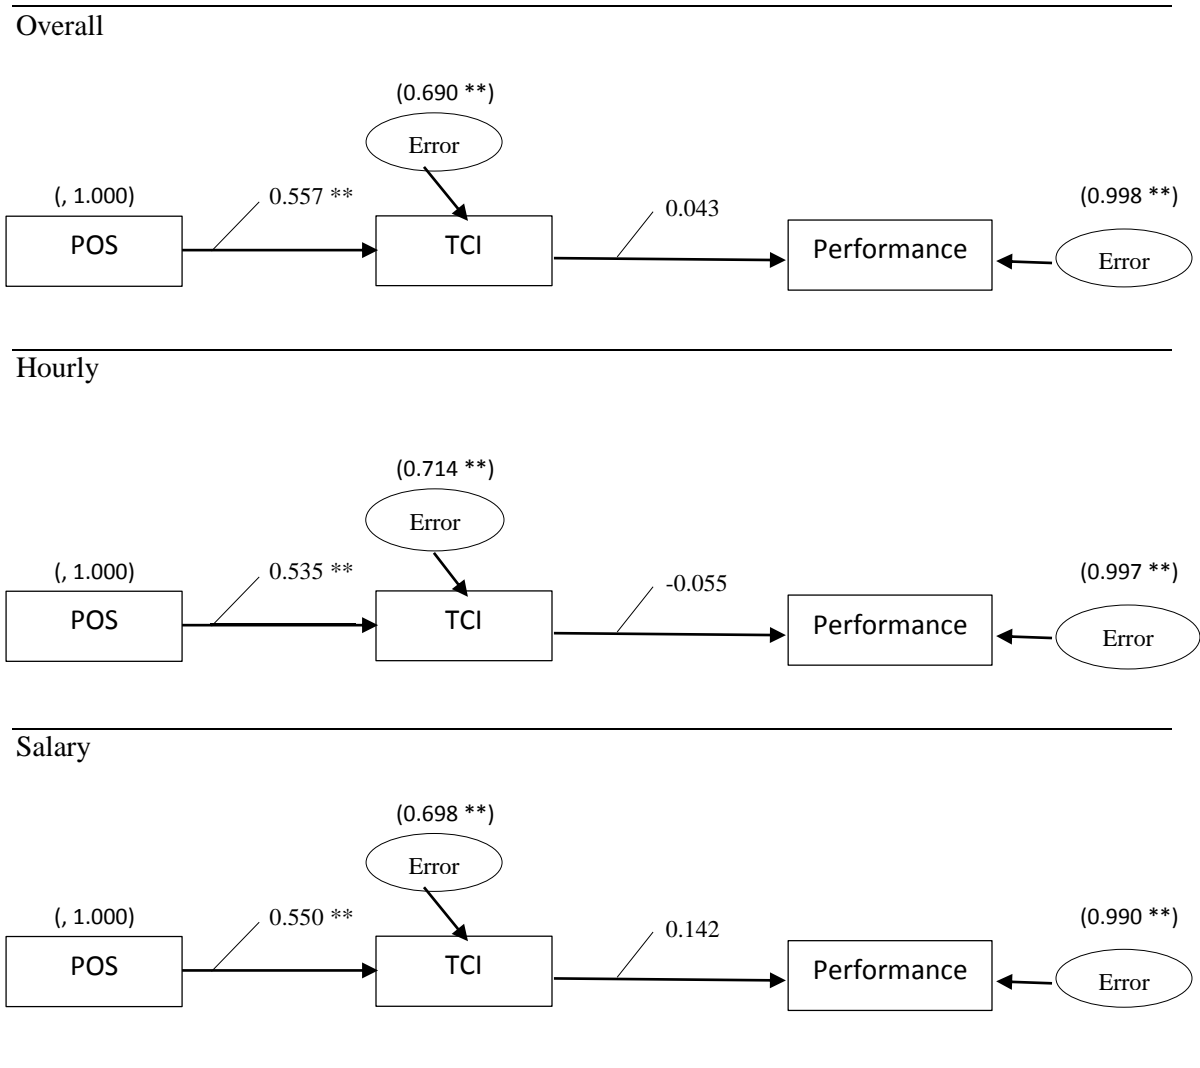 Overall
(0.690 **)
Error
(, 1.000)
0.557 **
0.043
(0.998 **)
POS
TCI
Performance
Error
Hourly
(0.714 **)
Error
(, 1.000)
0.535 **
-0.055
(0.997 **)
POS
TCI
Performance
Error
Salary
(0.698 **)
Error
(, 1.000)
0.550 **
0.142
(0.990 **)
POS
TCI
Performance
Error